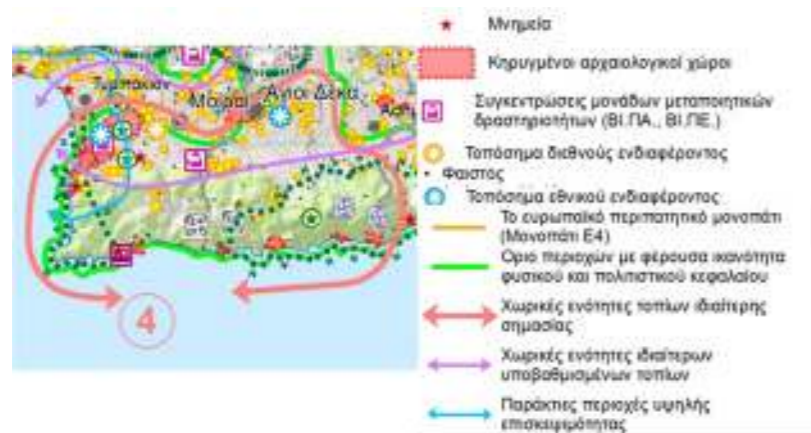 Τυμπάκιον
Μοίραι
Άγιοι Δέκα
4
Μνημεία
Κηρυγμένοι αρχαιολογικοί χώροι
Συγκεντρώσεις μονάδων μεταποιητικών
δραστηριοτήτων (ΒΙ.ΠΑ., ΒΙ.ΠΕ.)
Τοπόσημα διεθνούς ενδιαφέροντος
• Φαιστός
Τοπόσημα εθνικού ενδιαφέροντος
Το ευρωπαϊκό περιπατητικό μονοπάτι
(Μονοπάτι Ε4)
Όριο περιοχών με φέρουσα ικανότητα
φυσικού και πολιτιστικού κεφαλαίου
Χωρικές ενότητες τοπίων ιδιαίτερης
σημασίας
Χωρικές ενότητες ιδιαίτερων
υποβαθμισμένων τοπίων
Παράκτιες περιοχές υψηλής
επισκεψιμότητας